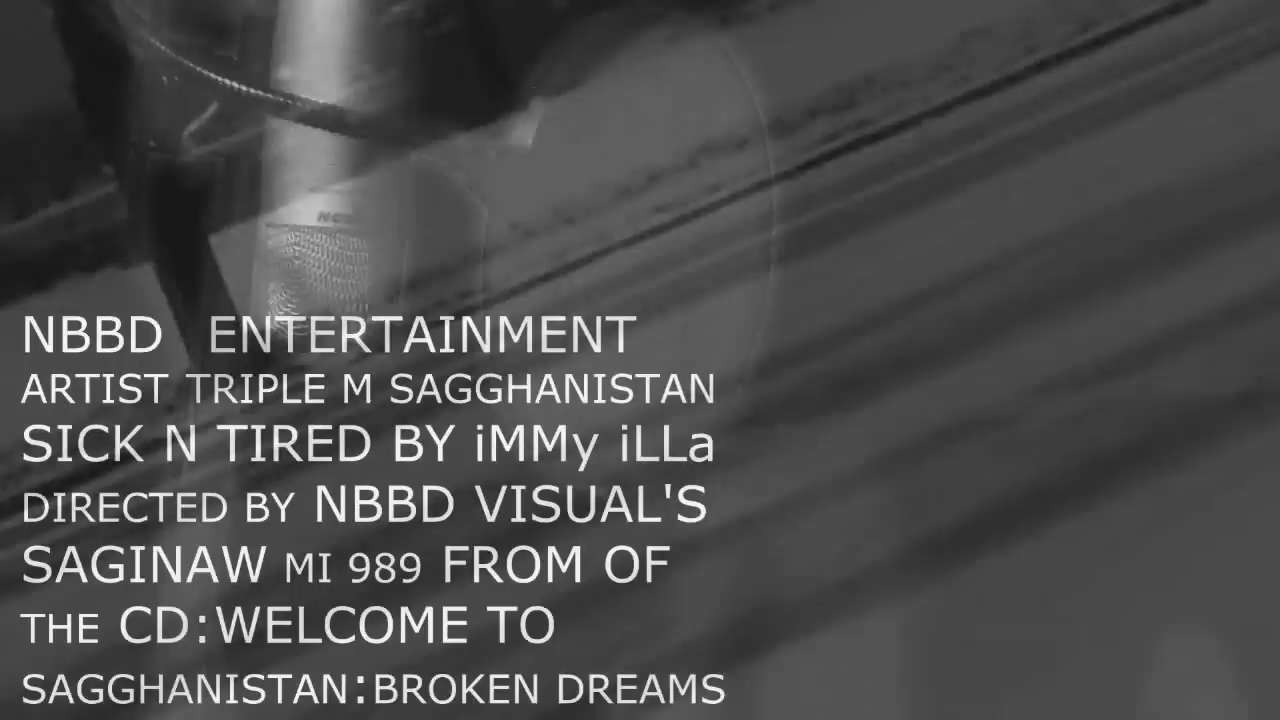 NBBD ENTERTAINMENT
ARTIST TRIPLE M SAGGHANISTAN
SICK N TIRED BY iMMy iLLa
DIRECTED BY NBBD VISUAL'S
SAGINAW MI 989 FROM OF
THE CD:WELCOME TO
SAGGHANISTAN:BROKEN DREAMS